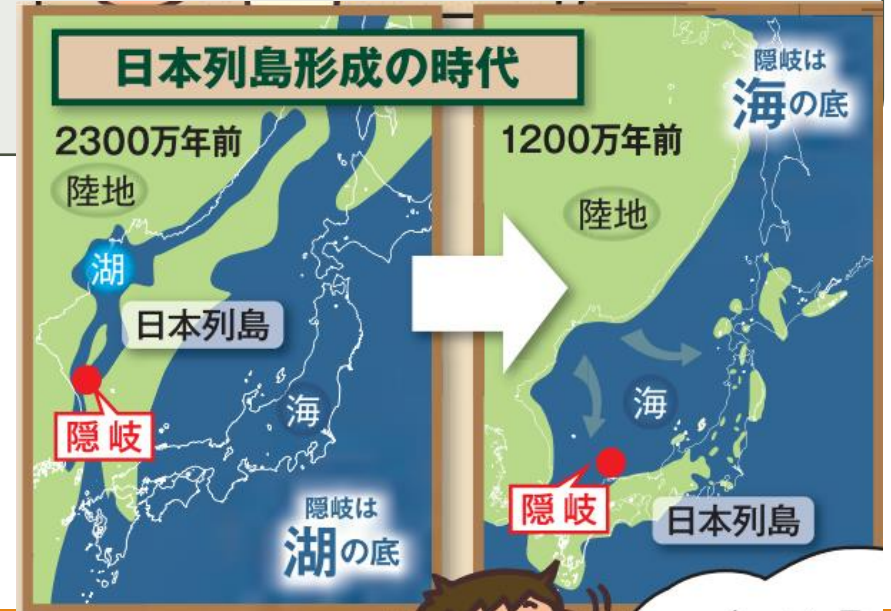 日本列島形成の時代
2300万年前
陸地
湖
日本列島
隠岐
海
隠岐は
湖の底
1200万年前
隠岐は
海の底
陸地
海
隠岐
日本列島